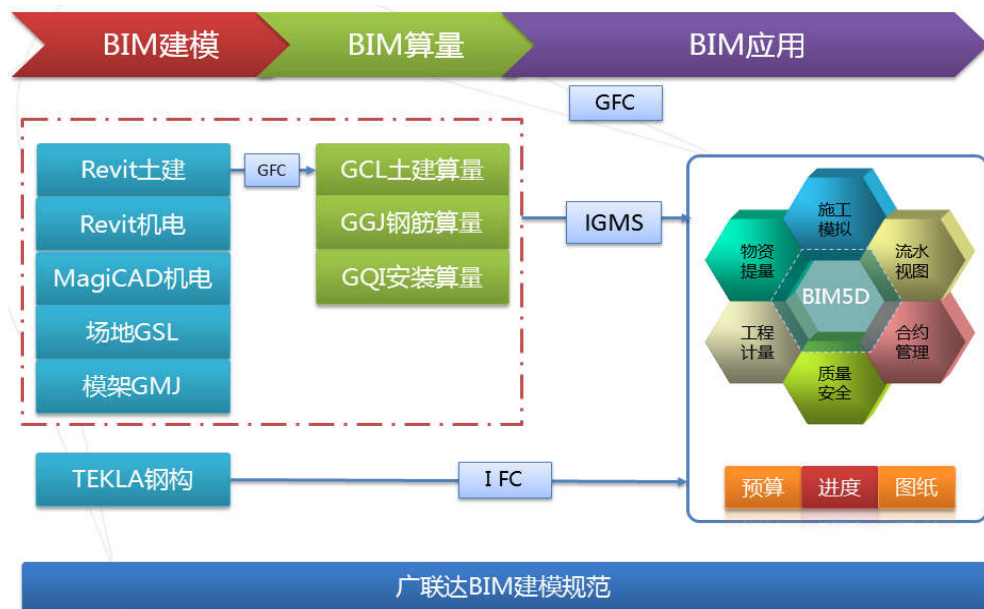 BIM建模
BIM算量
BIM应用
GFC
Revit土建
GFC
GCL土建算量
Revit机电
GGJ钢筋算量
MagiCAD机电
GQI安装算量
场地GSL
模架GMJ
IGMS
施工
模拟
物资
提量
流水
视图
BIM5D
工程
计量
合约
管理
质量
安全
TEKLA钢构
I FC
预算
进度
图纸
广联达BIM建模规范